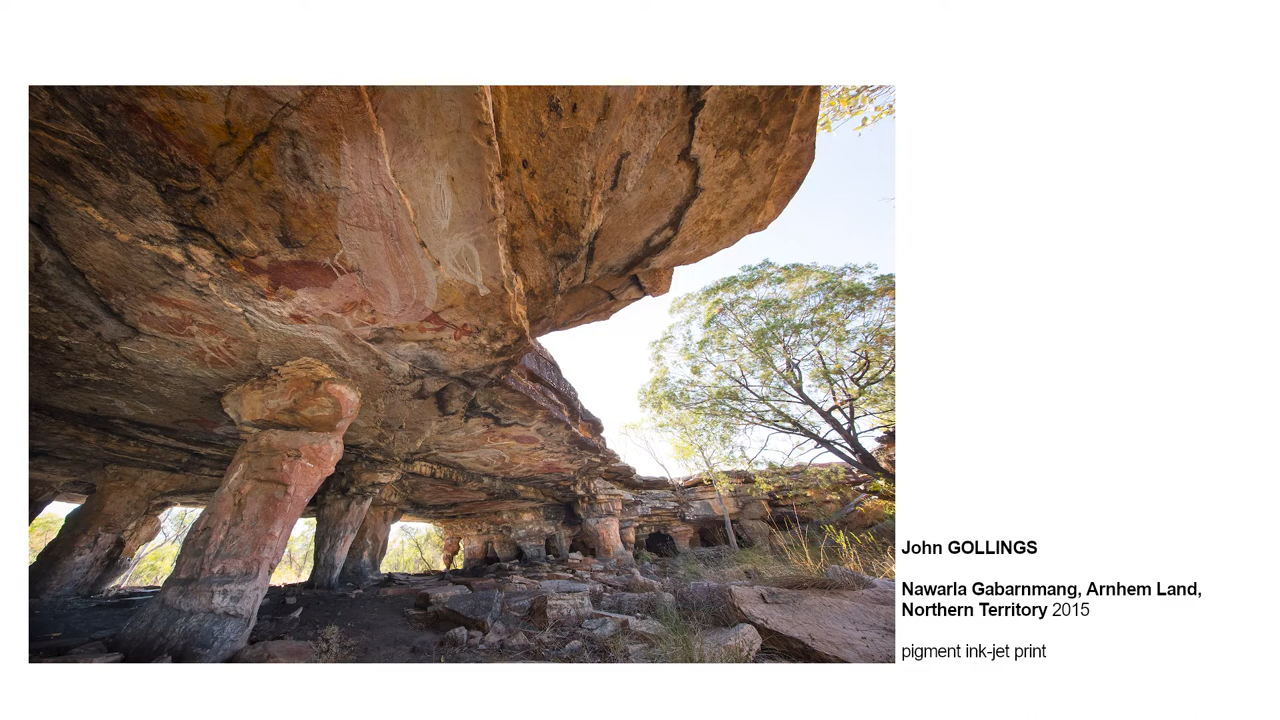 John GOLLINGS
Nawarla Gabarnmang, Arnhem Land,
Northern Territory 2015
pigment ink-jet print